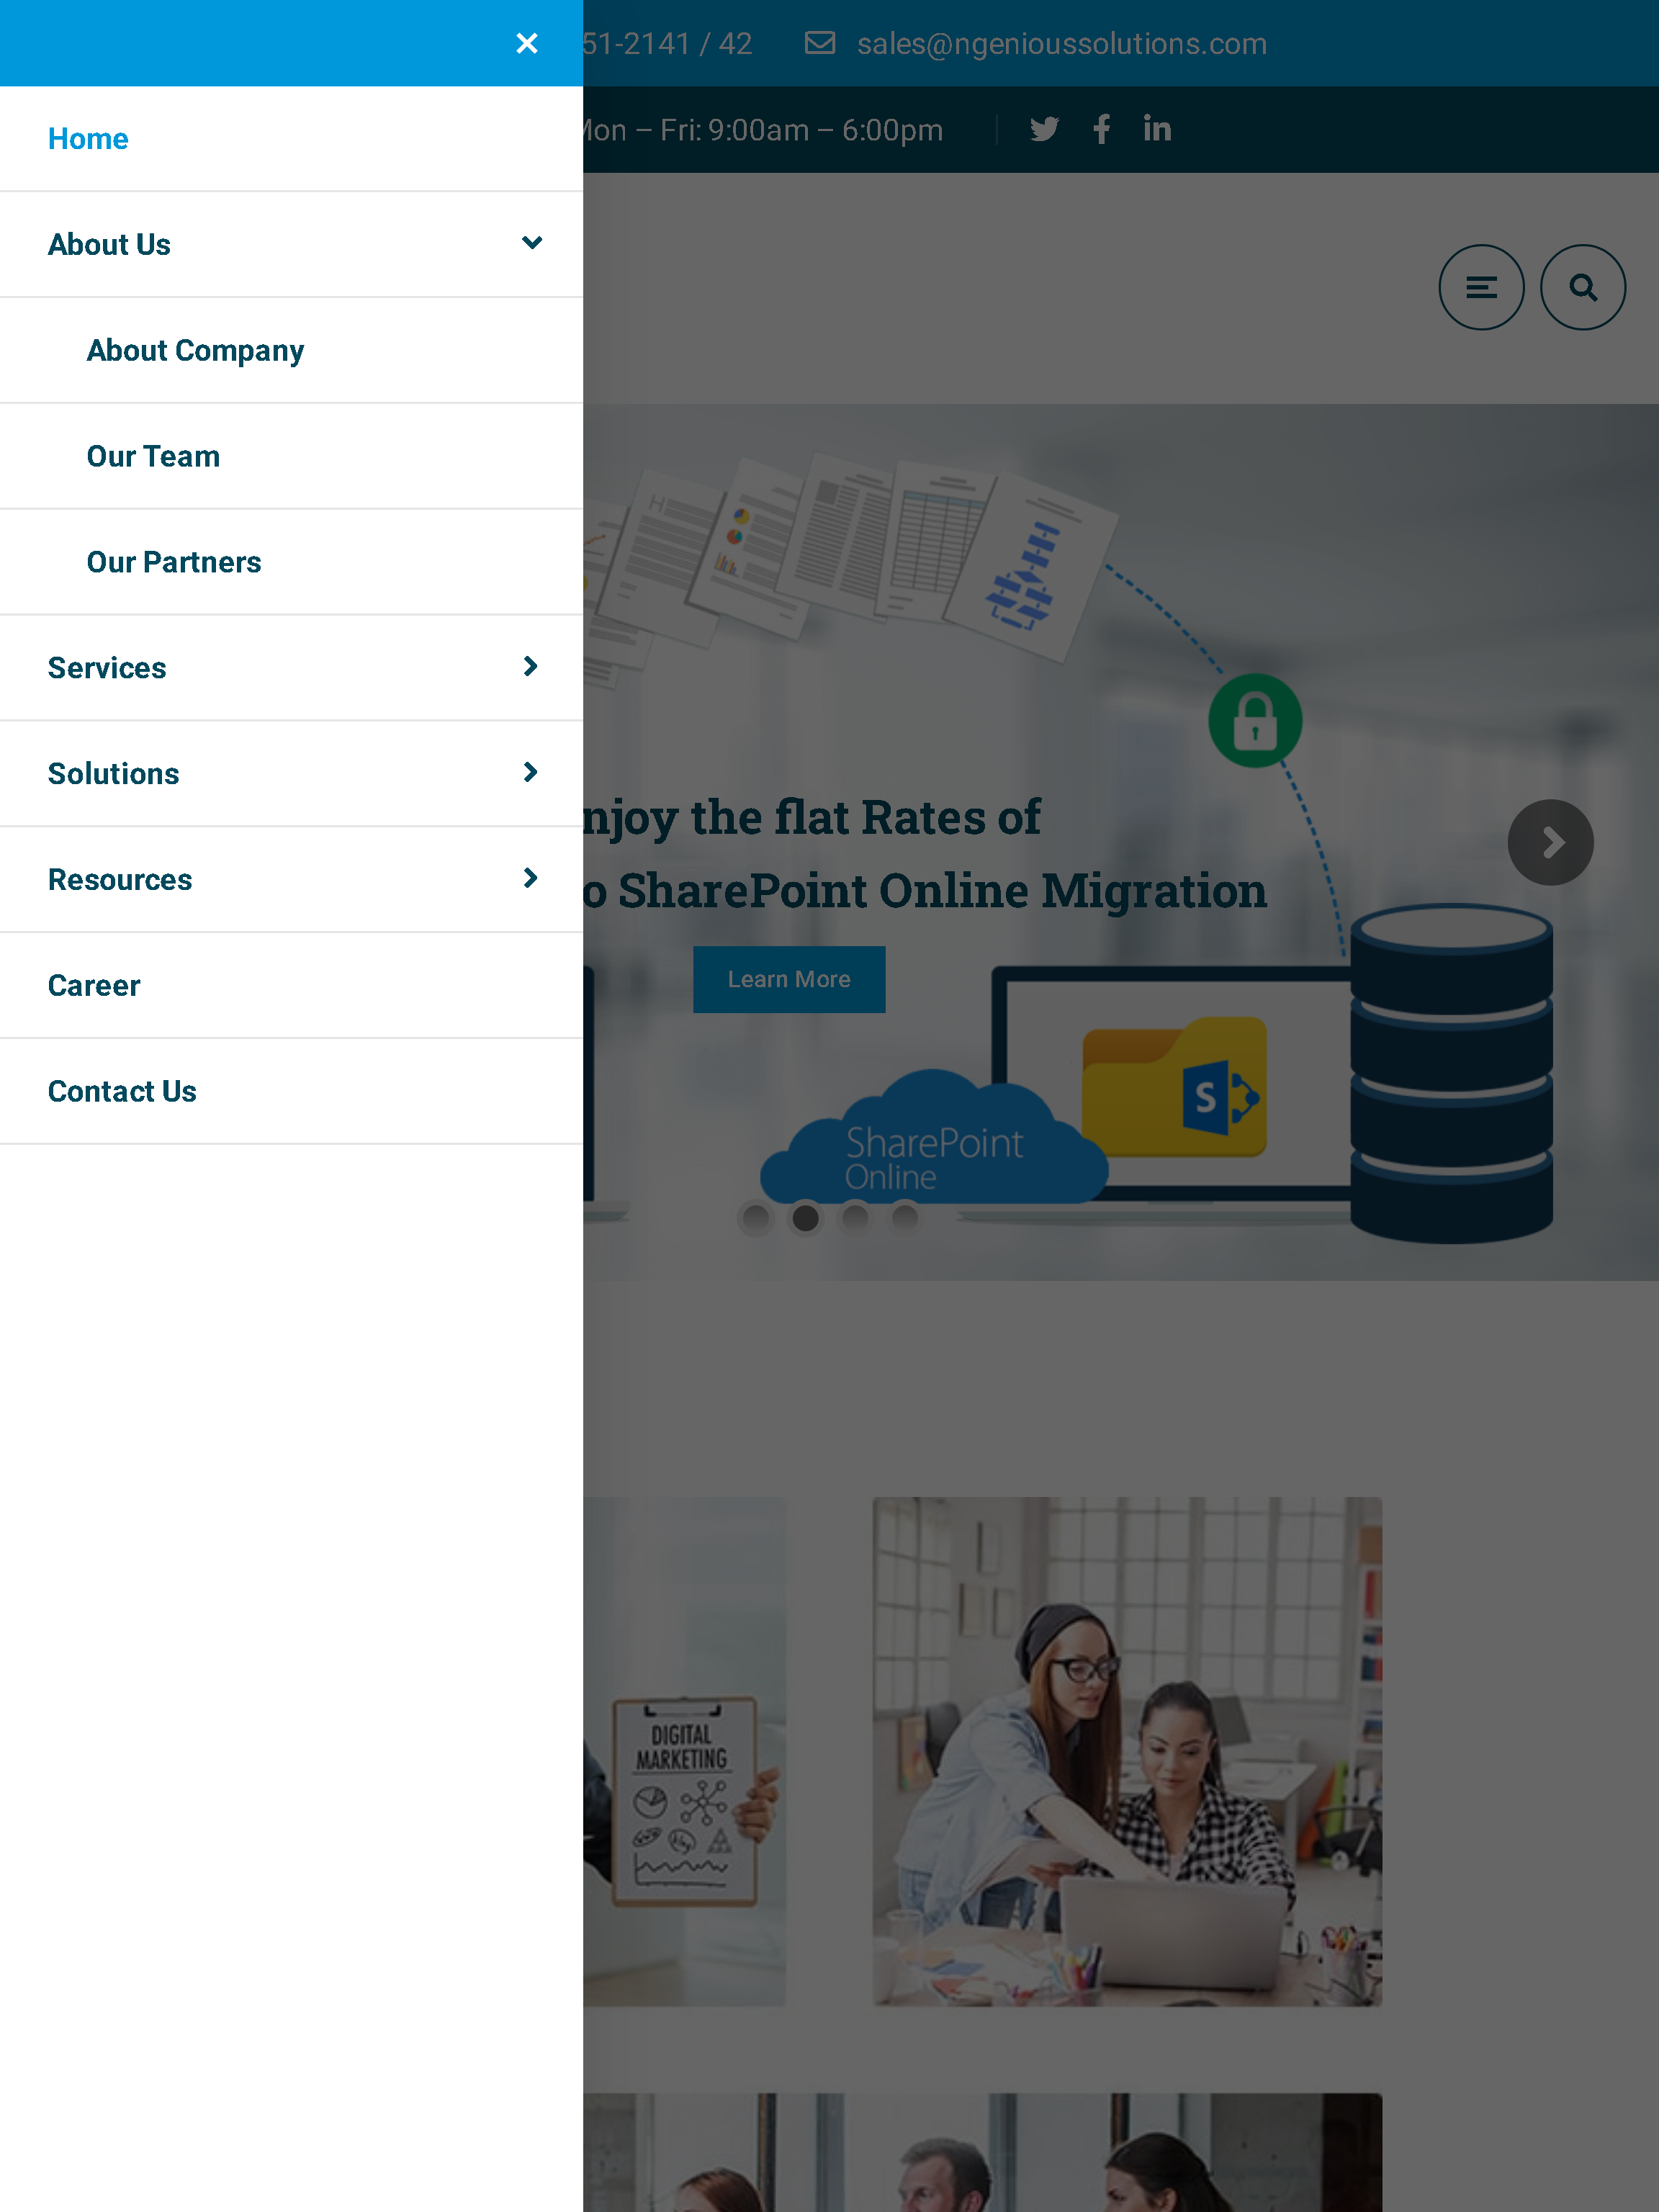 51-2141 / 42 sales@ngenioussolutions.com
Mon – Fri: 9:00am – 6:00pm
Home
About Us
About Company
Our Team
Our Partners
Services
Solutions
Resources
Career
Contact Us
njoy the flat Rates of
o SharePoint Online Migration
Learn More
S
SharePoint
Online
DIGITAL
MARKETING